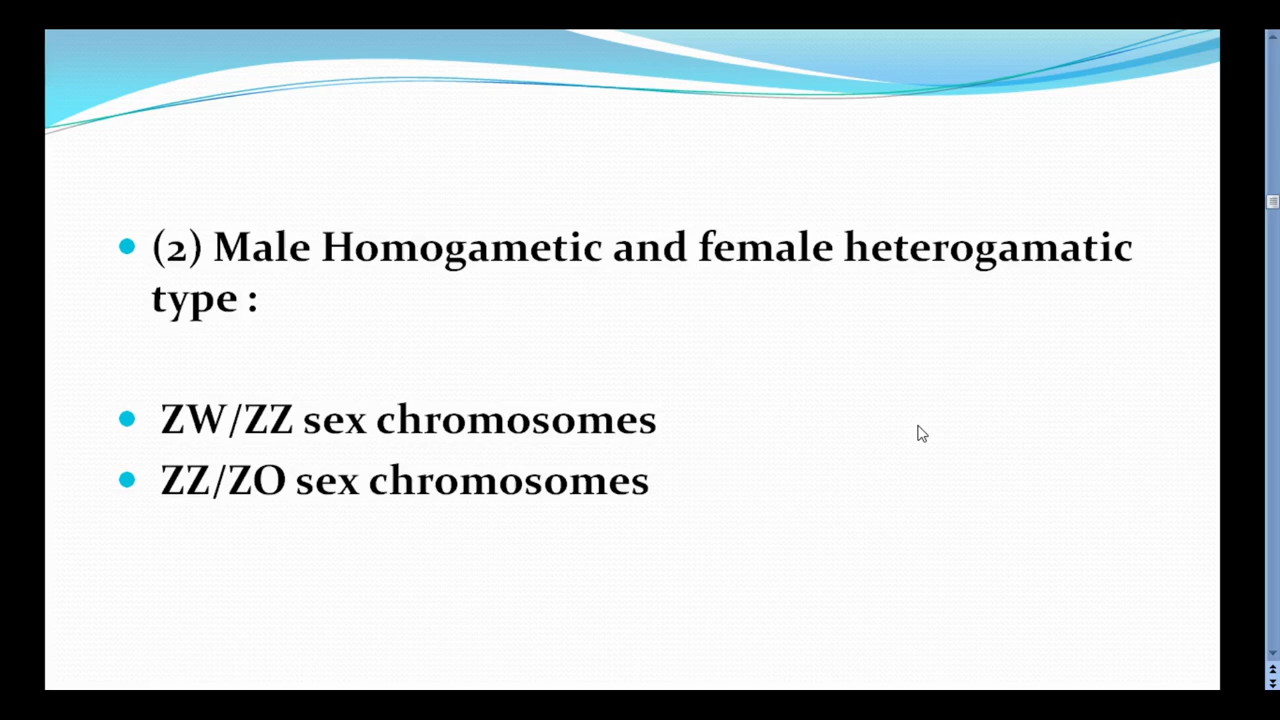 (2) Male Homogametic and female heterogamatic
type :
ZW/ZZ sex chromosomes
ZZ/ZO sex chromosomes